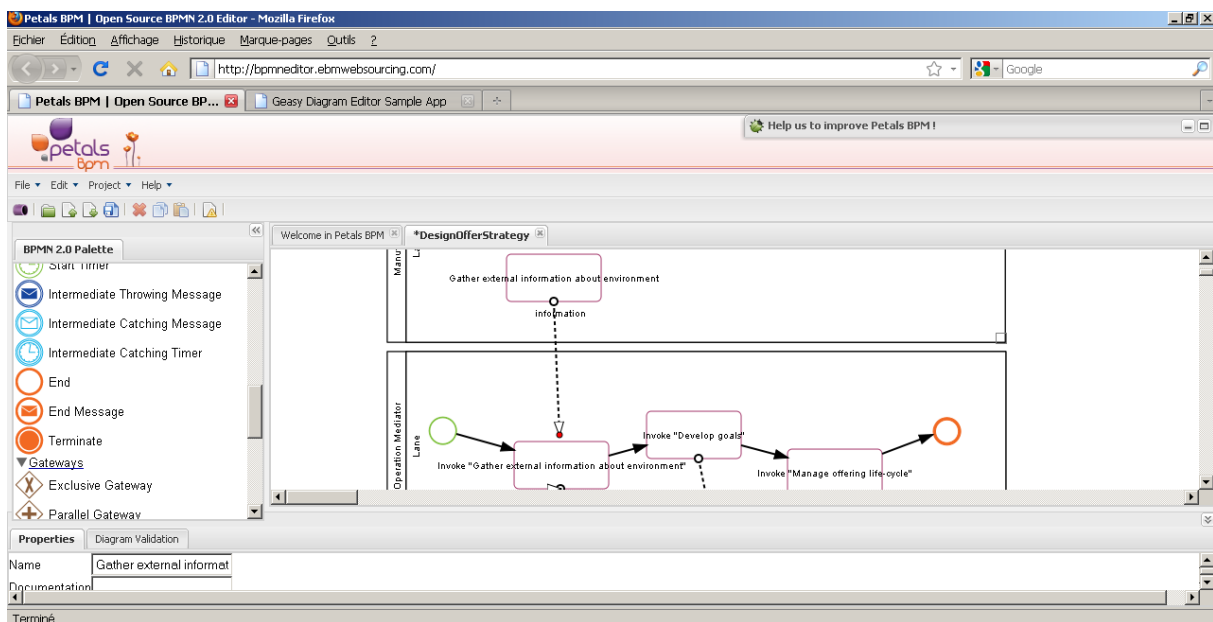 Petals BPM | Open Source BPMN 2.0 Editor - Mozilla Firefox
Fichier Édition Affichage Historique Marque-pages Outils ?
http://bpmneditor.ebmwebsourcing.com/
Google
Petals BPM | Open Source BP...
Geasy Diagram Editor Sample App
Help us to improve Petals BPM !
petals
Bpm
File Edit Project Help
BPMN 2.0 Palette
Welcome in Petals BPM
*DesignOfferStrategy
Start Timer
Intermediate Throwing Message
Intermediate Catching Message
Intermediate Catching Timer
End
End Message
Terminate
Gateways
Exclusive Gateway
Parallel Gateway
Manu
Gather external information about environment
information
Operation Mediator
Lane
Invoke "Gather external information about environment"
Invoke "Develop goals"
Invoke "Manage offering life-cycle"
Properties
Diagram Validation
Name
Gather external informat
Documentation
Terminé